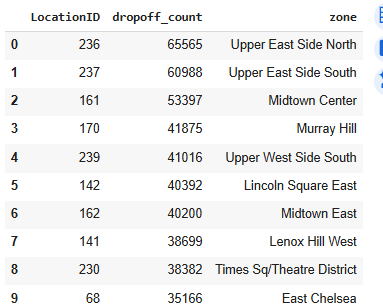 LocationID dropoff_count zone
0 236 65565 Upper East Side North
1 237 60988 Upper East Side South
2 161 53397 Midtown Center
3 170 41875 Murray Hill
4 239 41016 Upper West Side South
5 142 40392 Lincoln Square East
6 162 40200 Midtown East
7 141 38699 Lenox Hill West
8 230 38382 Times Sq/Theatre District
9 68 35166 East Chelsea